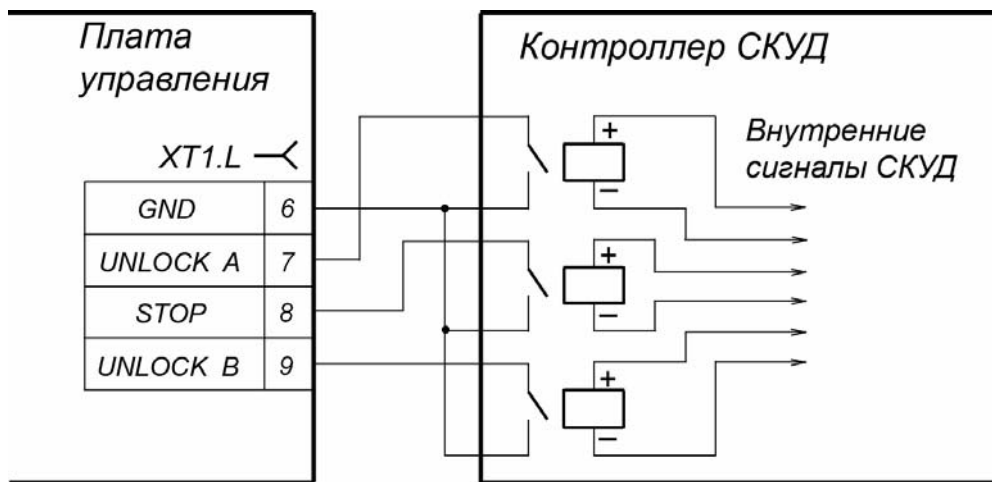 Плата
управления
XT1.L
GND 6
UNLOCK A 7
STOP 8
UNLOCK B 9
Контроллер СКУД
Внутренние
сигналы СКУД
+
−
+
−
+
−